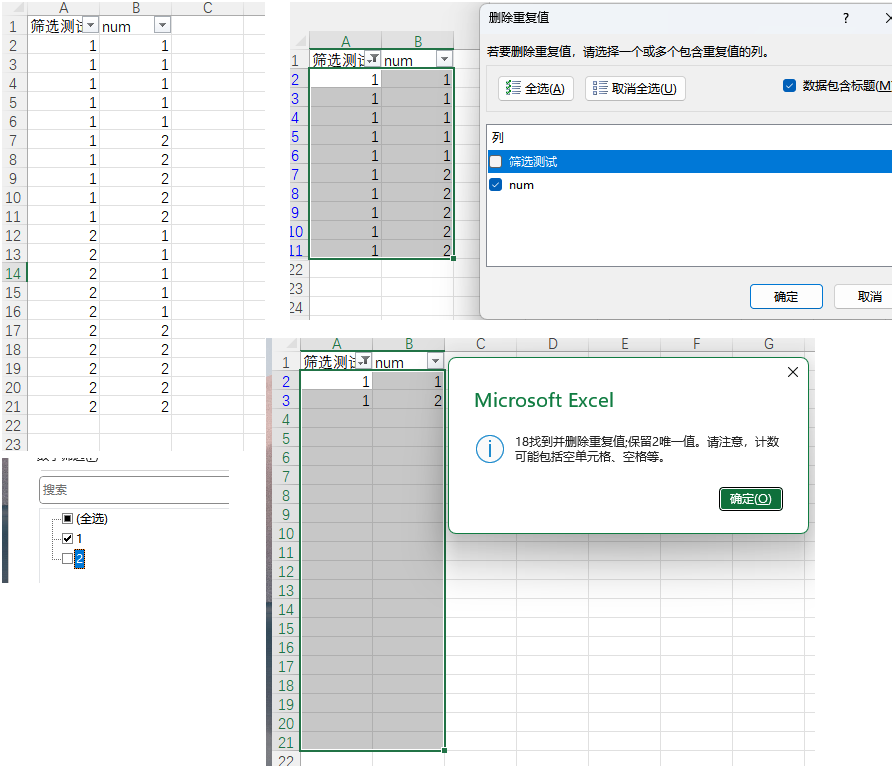 A B C
1 筛选测试 num
2 1 1
3 1 1
4 1 1
5 1 1
6 1 1
7 1 2
8 1 2
9 1 2
10 1 2
11 1 2
12 2 1
13 2 1
14 2 1
15 2 1
16 2 1
17 2 2
18 2 2
19 2 2
20 2 2
21 2 2
22
23
A B
1 筛选测试 num
2 1 1
3 1 1
4 1 1
5 1 1
6 1 1
7 1 2
8 1 2
9 1 2
10 1 2
11 1 2
22
23
24
删除重复值 ?
若要删除重复值，请选择一个或多个包含重复值的列。
全选(A) 取消全选(U) 数据包含标题(M
列
筛选测试
num
确定 取消
搜索
(全选)
1
2
A B C D E F G
1 筛选测试 num
2 1 1
3 1 2
4
5
6
7
8
9
10
11
12
13
14
15
16
17
18
19
20
21
22
Microsoft Excel
18找到并删除重复值;保留2唯一值。请注意，计数
可能包括空单元格、空格等。
确定(O)